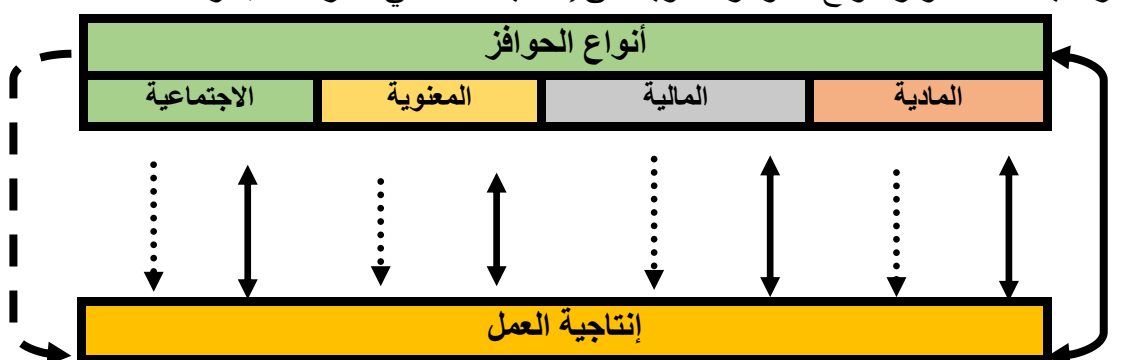 أنواع الحوافز
المادية المالية المعنوية الاجتماعية
إنتاجية العمل